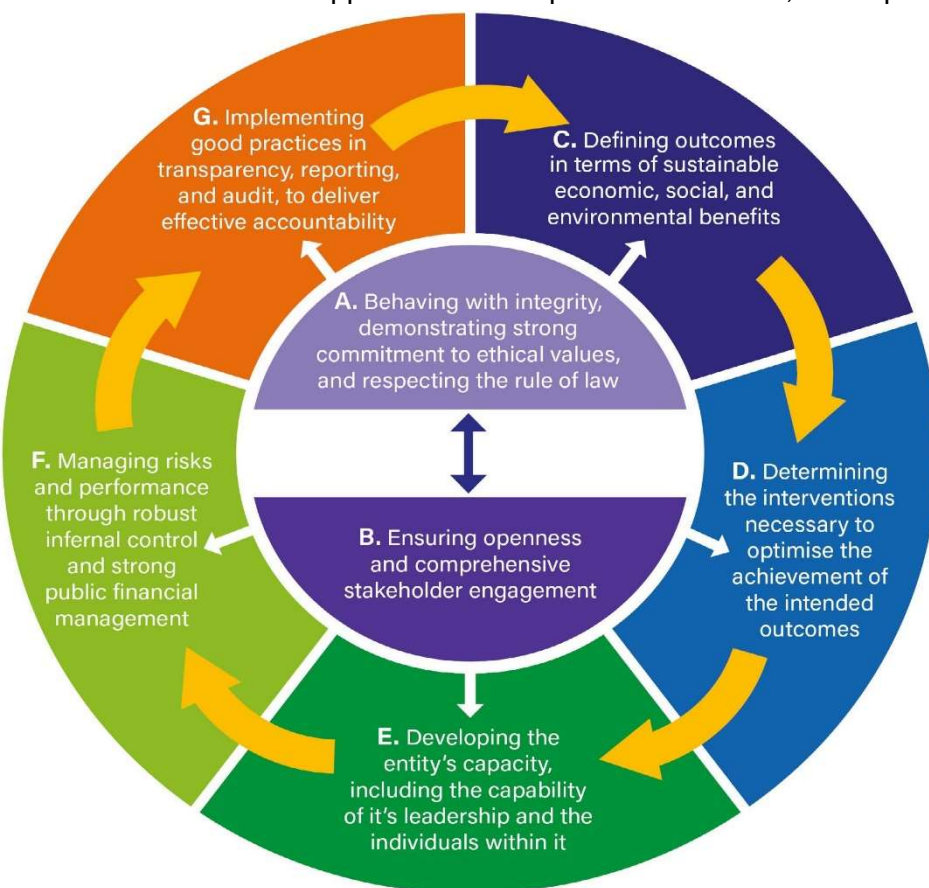 G. Implementing
good practices in
transparency, reporting,
and audit, to deliver
effective accountability
C. Defining outcomes
in terms of sustainable
economic, social, and
environmental benefits
A. Behaving with integrity,
demonstrating strong
commitment to ethical values,
and respecting the rule of law
F. Managing risks
and performance
through robust
infernal control
and strong
public financial
management
D. Determining
the interventions
necessary to
optimise the
achievement of
the intended
outcomes
B. Ensuring openness
and comprehensive
stakeholder engagement
E. Developing the
entity's capacity,
including the capability
of it's leadership and the
individuals within it